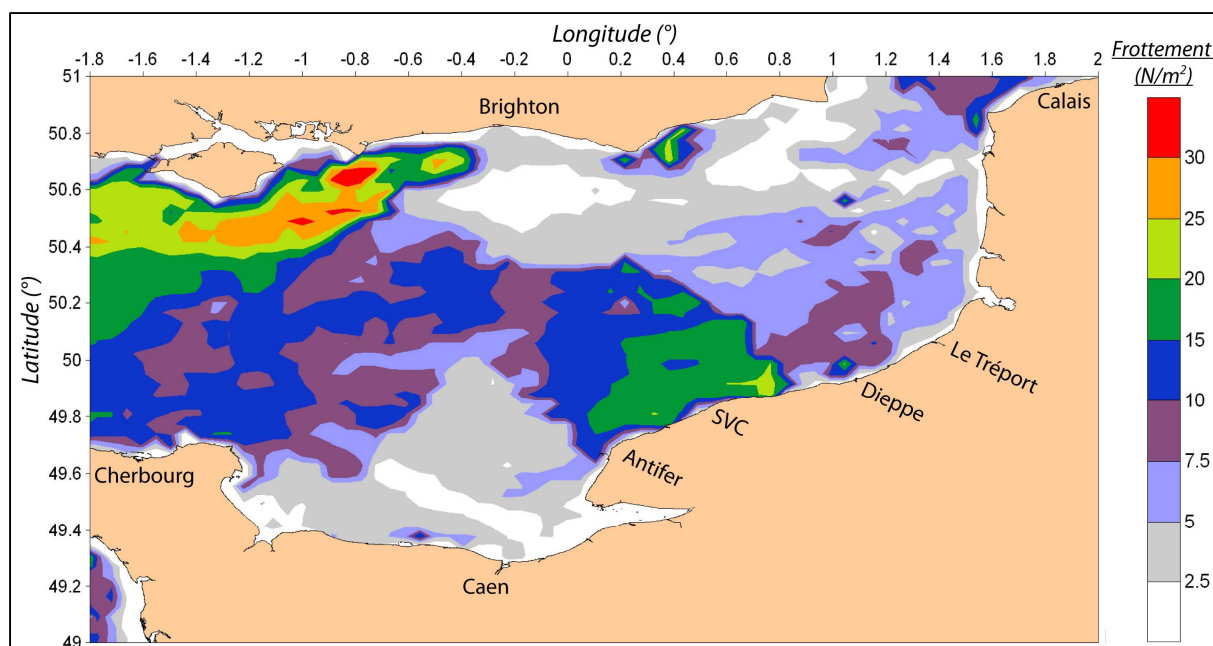 Longitude (°)
-1.8 -1.6 -1.4 -1.2 -1 -0.8 -0.6 -0.4 -0.2 0 0.2 0.4 0.6 0.8 1 1.2 1.4 1.6 1.8 2
Frottement
(N/m²)
Latitude (°)
51
50.8
50.6
50.4
50.2
50
49.8
49.6
49.4
49.2
49
Brighton
Calais
Le Tréport
Dieppe
SVC
Antifer
Cherbourg
Caen
30
25
20
15
10
7.5
5
2.5